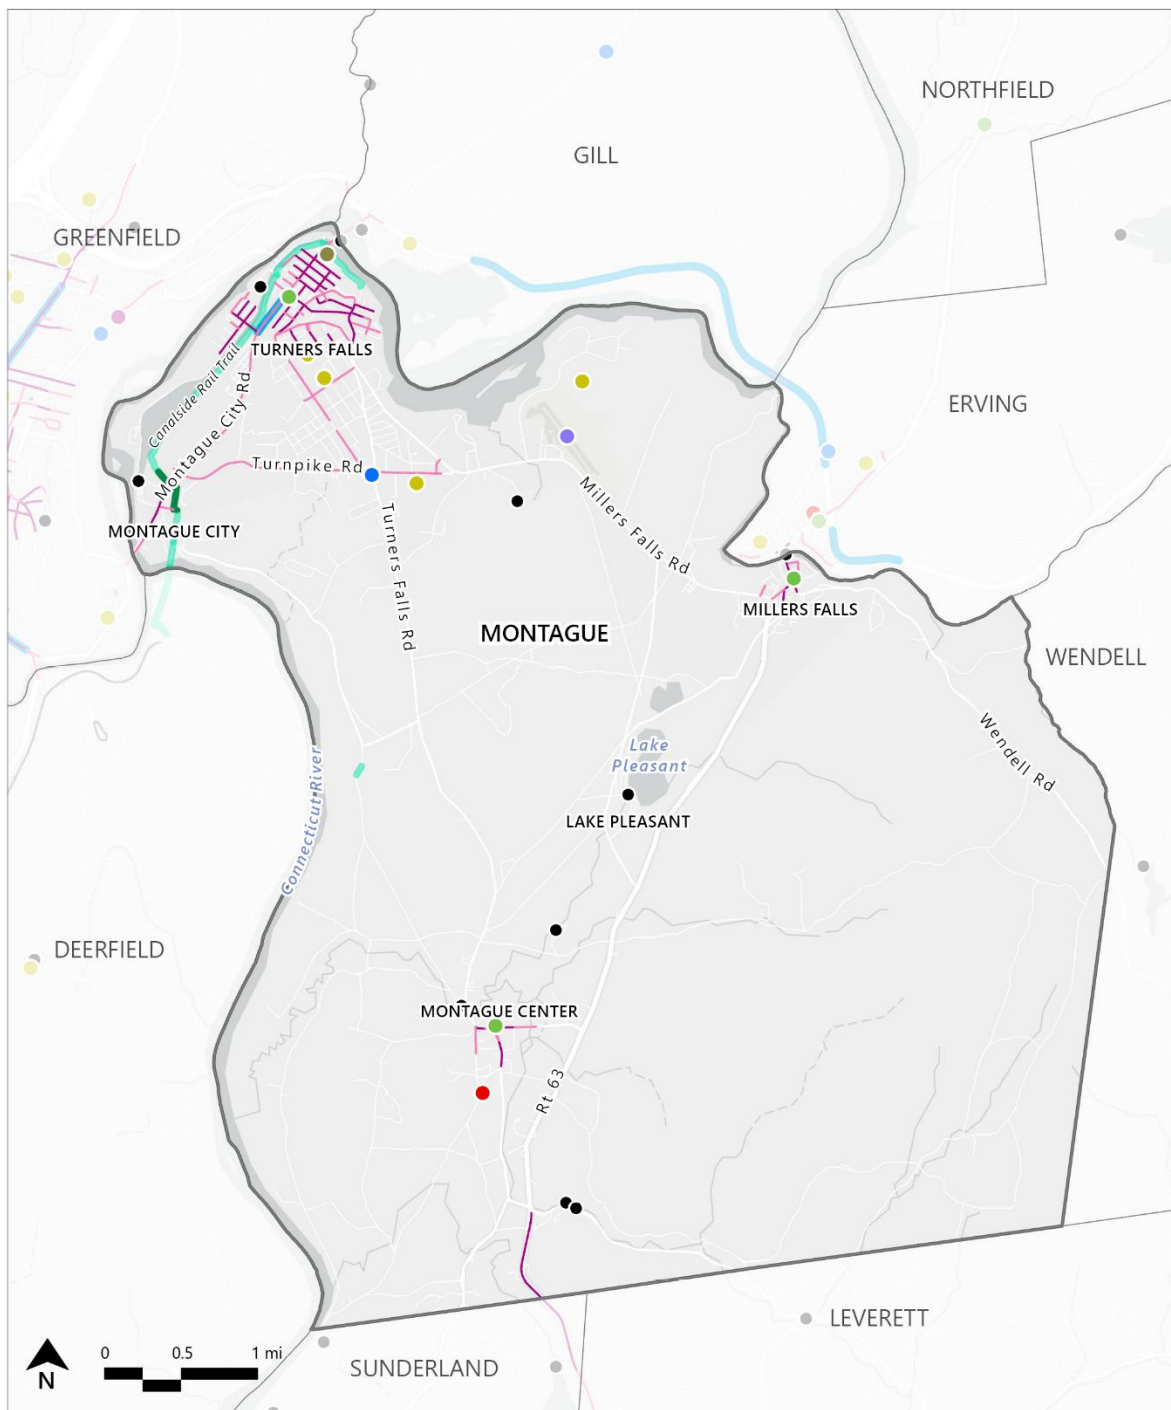 NORTHFIELD
GILL
GREENFIELD
TURNERS FALLS
Canalside Rail Trail
Montague City Rd
ERVING
Turnpike Rd
Millers Falls Rd
MONTAGUE CITY
Turners Falls Rd
MILLERS FALLS
MONTAGUE
WENDELL
Lake
Pleasant
Wendell Rd
Connecticut River
LAKE PLEASANT
DEERFIELD
MONTAGUE CENTER
Rt 63
LEVERETT
0 0.5 1 mi
N
SUNDERLAND